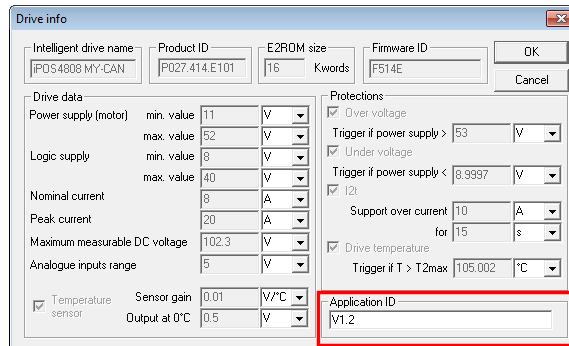 Drive info
Intelligent drive name
iPOS4808 MY-CAN
Product ID
P027.414.E101
E2ROM size
16 Kwords
Firmware ID
F514E
OK
Cancel
Drive data
Power supply (motor) min. value 11 V
max. value 52 V
Logic supply min. value 8 V
max. value 40 V
Nominal current 8 A
Peak current 20 A
Maximum measurable DC voltage 102.3 V
Analogue inputs range 5 V
Temperature sensor
Sensor gain 0.01 V/°C
Output at 0°C 0.5 V
Protections
Over voltage
Trigger if power supply > 53 V
Under voltage
Trigger if power supply < 8.9997 V
I2t
Support over current 10 A
for 15 s
Drive temperature
Trigger if T > T2max 105.002 °C
Application ID
V1.2